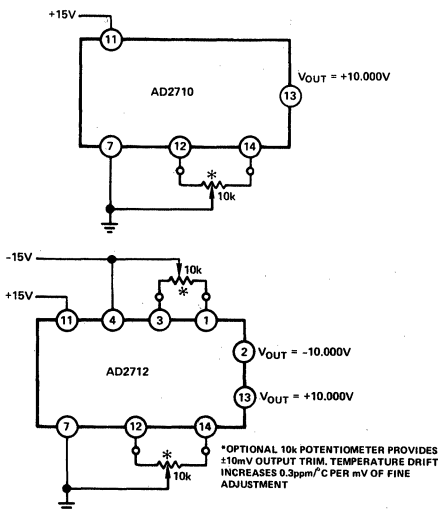 +15V
11
AD2710
VOUT = +10.000V
13
7
12
14
*
10k
-15V
10k
*
+15V
11
4
3
1
2
VOUT = -10.000V
AD2712
13
VOUT = +10.000V
7
12
14
*
10k
*OPTIONAL 10k POTENTIOMETER PROVIDES
±10mV OUTPUT TRIM. TEMPERATURE DRIFT
INCREASES 0.3ppm/°C PER mV OF FINE
ADJUSTMENT